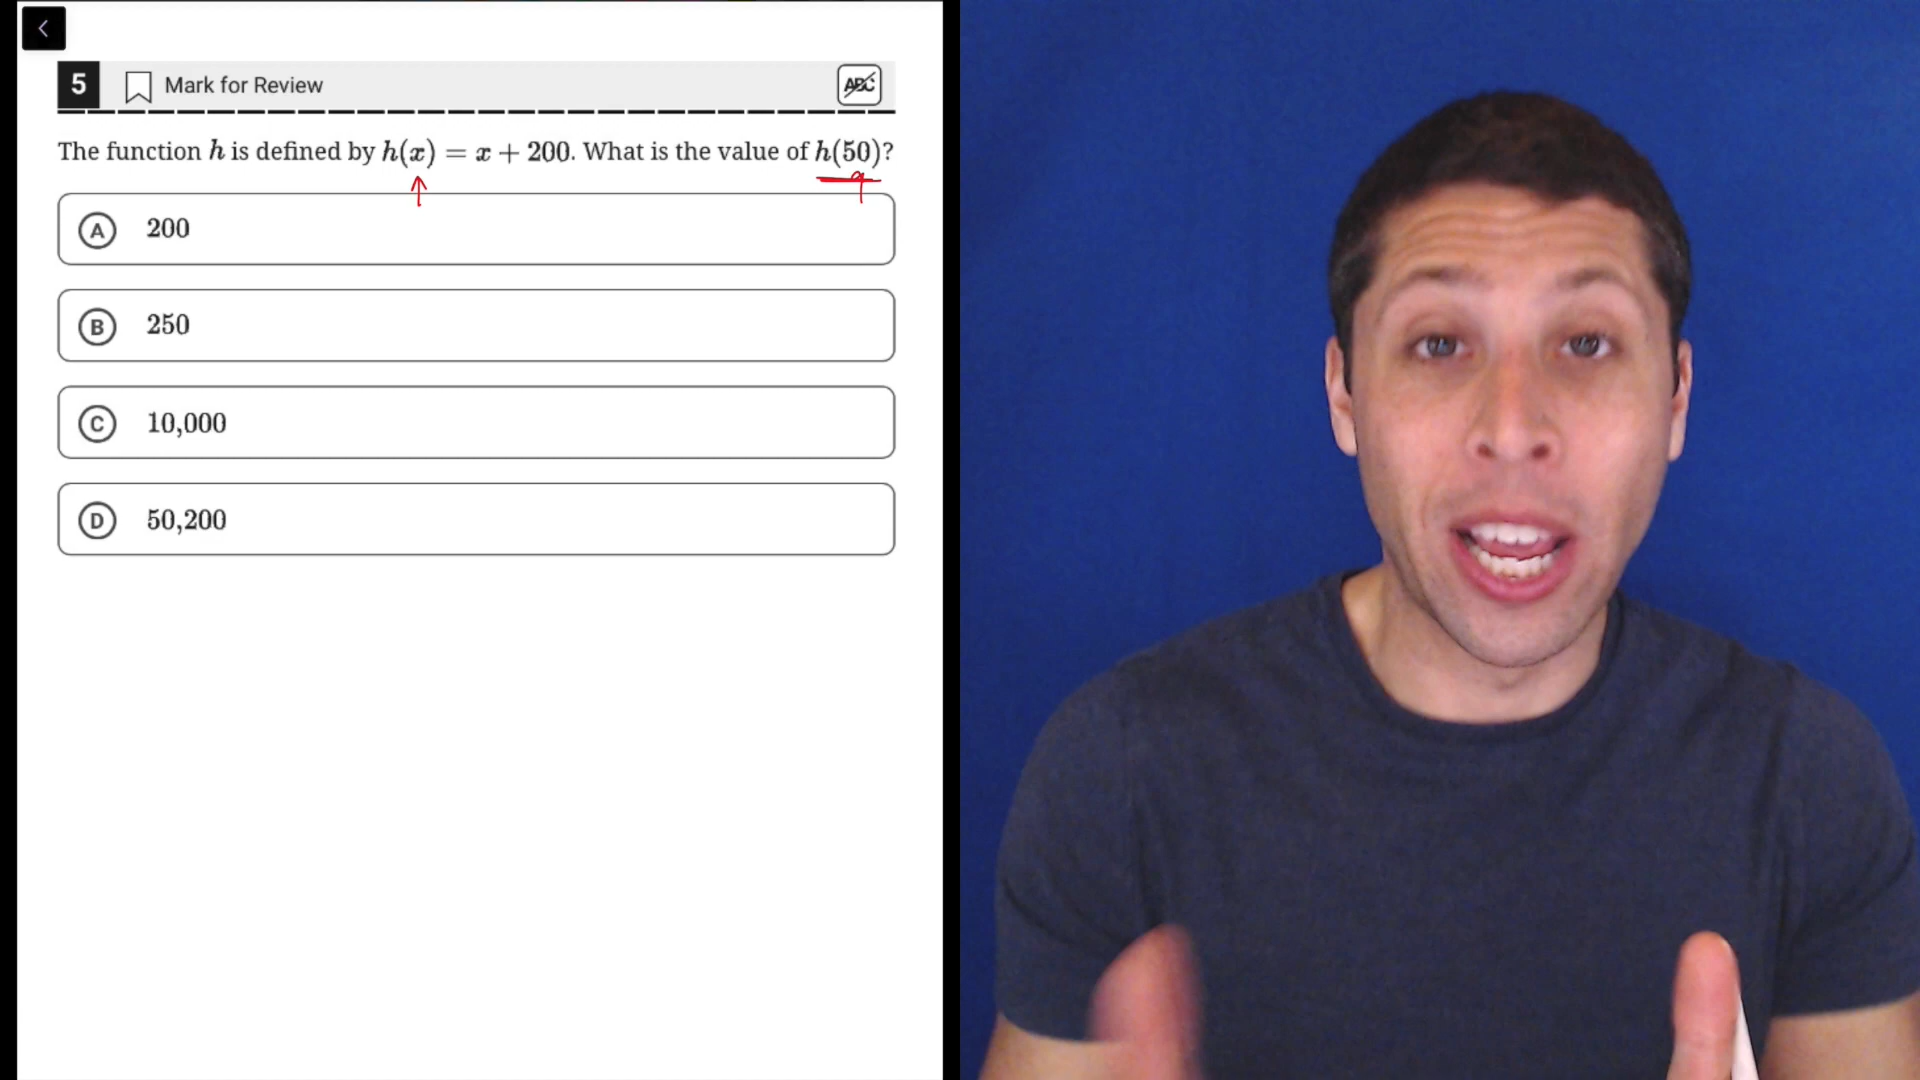 5 Mark for Review ABC
The function h is defined by h(x) = x + 200. What is the value of h(50)?
A 200
B 250
C 10,000
D 50,200